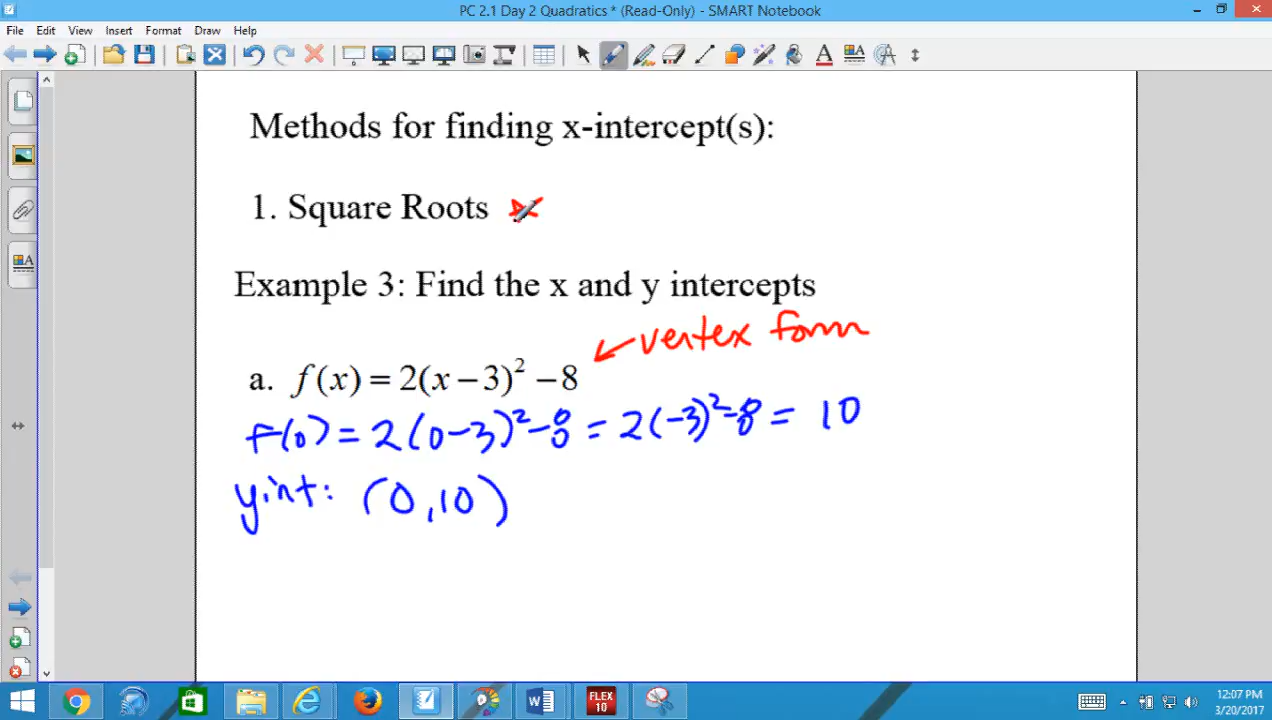 PC 2.1 Day 2 Quadratics * (Read-Only) - SMART Notebook
File Edit View Insert Format Draw Help
Methods for finding x-intercept(s):
1. Square Roots
Example 3: Find the x and y intercepts
vertex form
a. f(x) = 2(x − 3)² − 8
f(0) = 2(0-3)²-8 = 2(-3)²-8 = 10
y int: (0,10)
FLEX
10
12:07 PM
3/20/2017